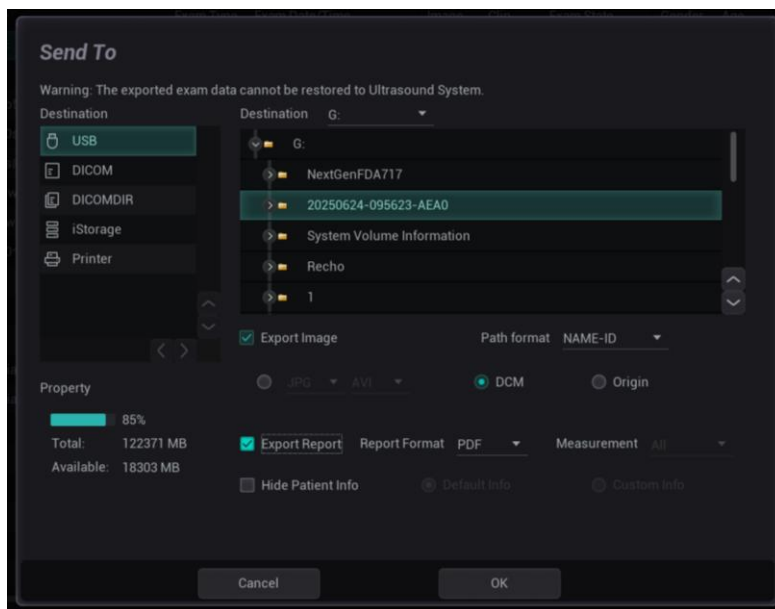 Send To
Warning: The exported exam data cannot be restored to Ultrasound System.
Destination
Destination G:
USB
G:
DICOM
NextGenFDA717
DICOMDIR
20250624-095623-AEA0
iStorage
System Volume Information
Printer
Recho
1
Export Image
Path format NAME-ID
JPG AVI
DCM
Origin
Property
85%
Total: 122371 MB
Available: 18303 MB
Export Report Report Format PDF Measurement All
Hide Patient Info Default Info Custom Info
Cancel
OK